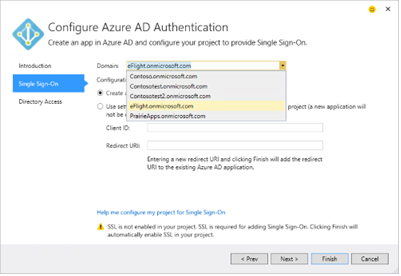 Configure Azure AD Authentication
Create an app in Azure AD and configure your project to provide Single Sign-On.
Introduction
Single Sign-On
Directory Access
Domain: eFlight.onmicrosoft.com
Contoso.onmicrosoft.com
Contosotest.onmicrosoft.com
Contosotest2.onmicrosoft.com
eFlight.onmicrosoft.com
PrairieApps.onmicrosoft.com
Configuratio
Create
Use sett
project (a new application will
not be
Client ID:
Redirect URI:
Entering a new redirect URI and clicking Finish will add the redirect
URI to the existing Azure AD application.
Help me configure my project for Single Sign-On
SSL is not enabled in your project. SSL is required for adding Single Sign-On. Clicking Finish will
automatically enable SSL in your project.
< Prev
Next >
Finish
Cancel